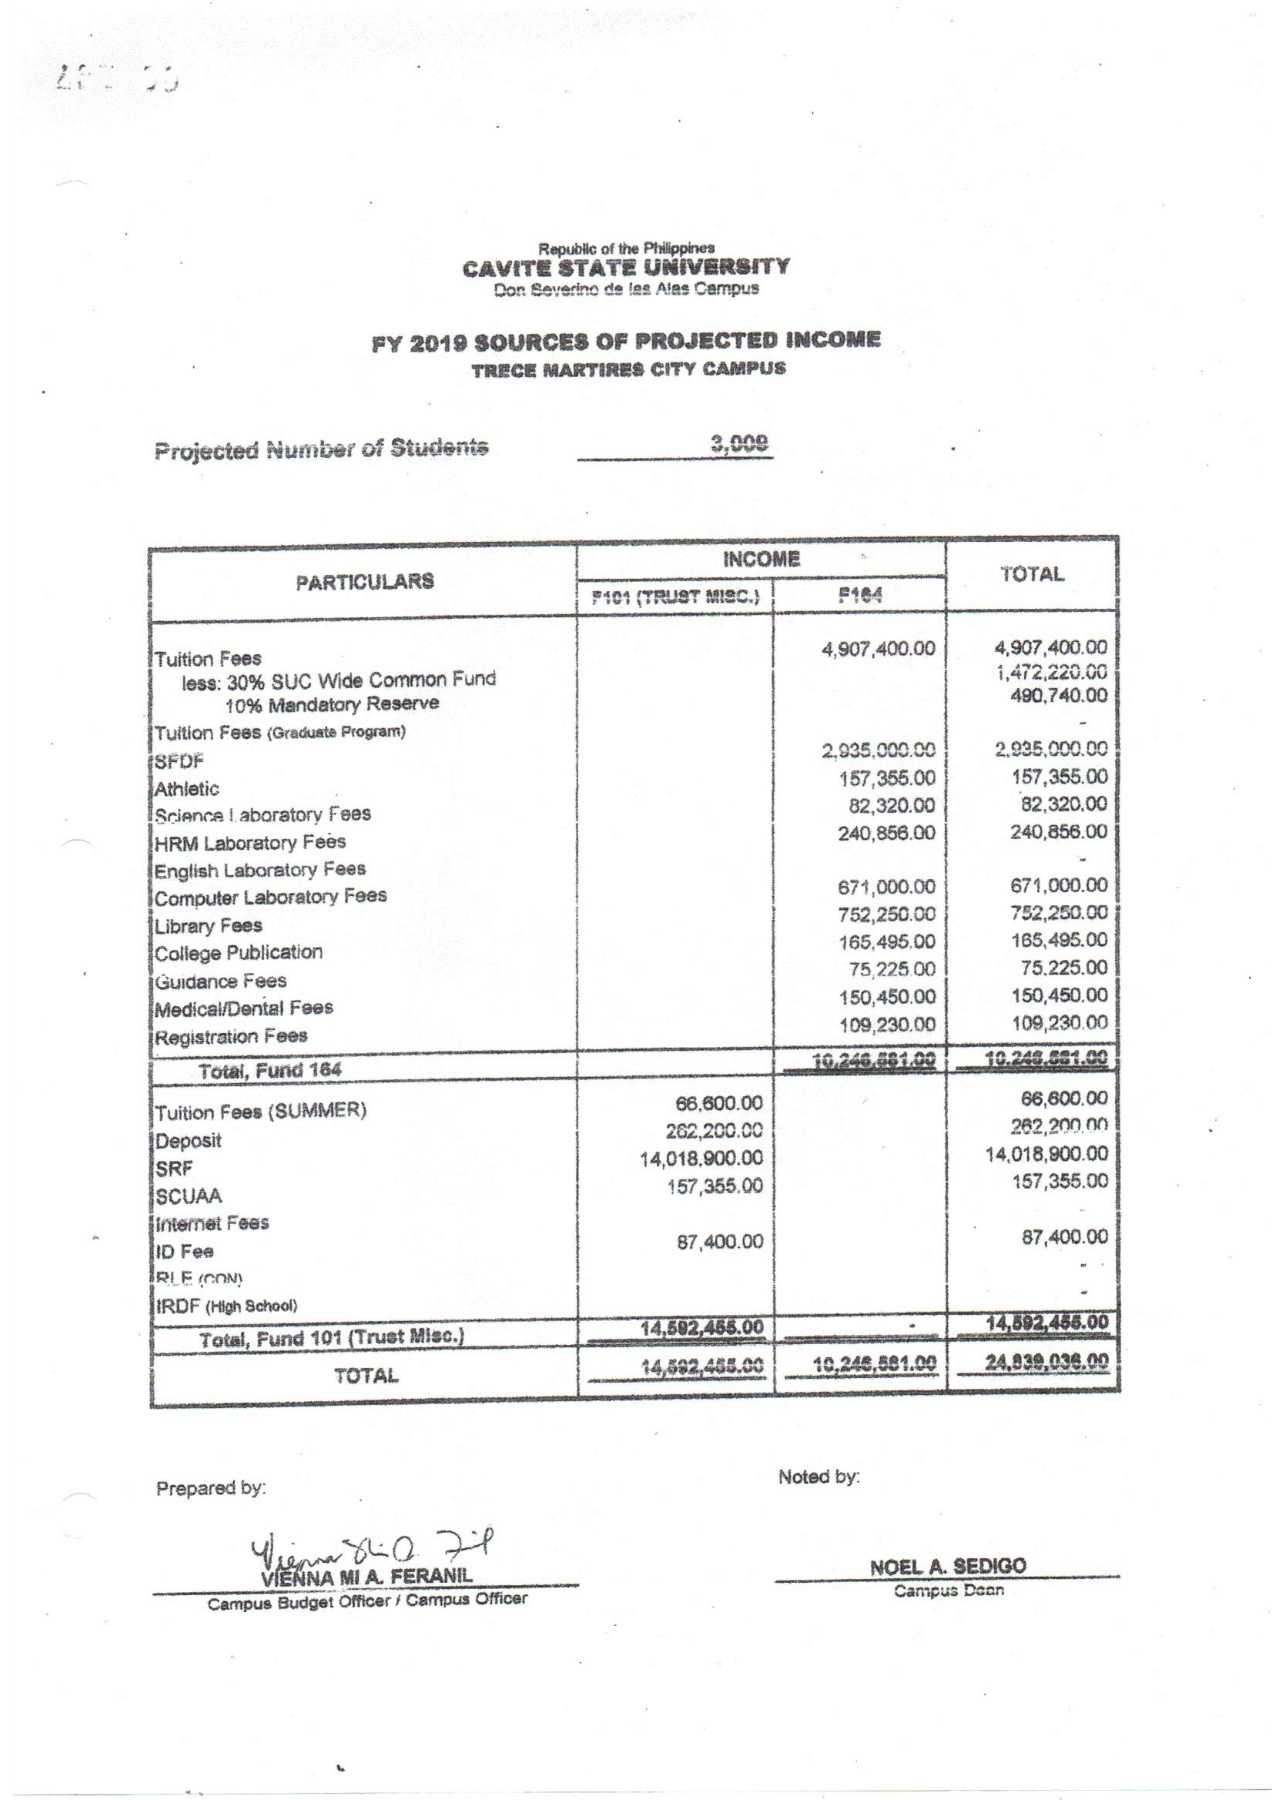 Republic of the Philippines
CAVITE STATE UNIVERSITY
Don Severino de las Alas Campus
FY 2019 SOURCES OF PROJECTED INCOME
TRECE MARTIRES CITY CAMPUS
Projected Number of Students 3,009
PARTICULARS INCOME TOTAL
F101 (TRUST MISC.) F164
Tuition Fees 4,907,400.00 4,907,400.00
less: 30% SUC Wide Common Fund 1,472,220.00
10% Mandatory Reserve 490,740.00
Tuition Fees (Graduate Program) -
SFDF 2,935,000.00 2,935,000.00
Athletic 157,355.00 157,355.00
Science Laboratory Fees 82,320.00 82,320.00
HRM Laboratory Fees 240,856.00 240,856.00
English Laboratory Fees -
Computer Laboratory Fees 671,000.00 671,000.00
Library Fees 752,250.00 752,250.00
College Publication 165,495.00 165,495.00
Guidance Fees 75,225.00 75,225.00
Medical/Dental Fees 150,450.00 150,450.00
Registration Fees 109,230.00 109,230.00
Total, Fund 164 10,246,581.00 10,246,581.00
Tuition Fees (SUMMER) 66,600.00 66,600.00
Deposit 262,200.00 262,200.00
SRF 14,018,900.00 14,018,900.00
SCUAA 157,355.00 157,355.00
Internet Fees -
ID Fee 87,400.00 87,400.00
RLE (CON) -
IRDF (High School) -
Total, Fund 101 (Trust Misc.) 14,592,455.00 - 14,592,455.00
TOTAL 14,592,455.00 10,246,581.00 24,839,036.00
Prepared by: Noted by:
VIENNA MI A. FERANIL NOEL A. SEDIGO
Campus Budget Officer / Campus Officer Campus Dean